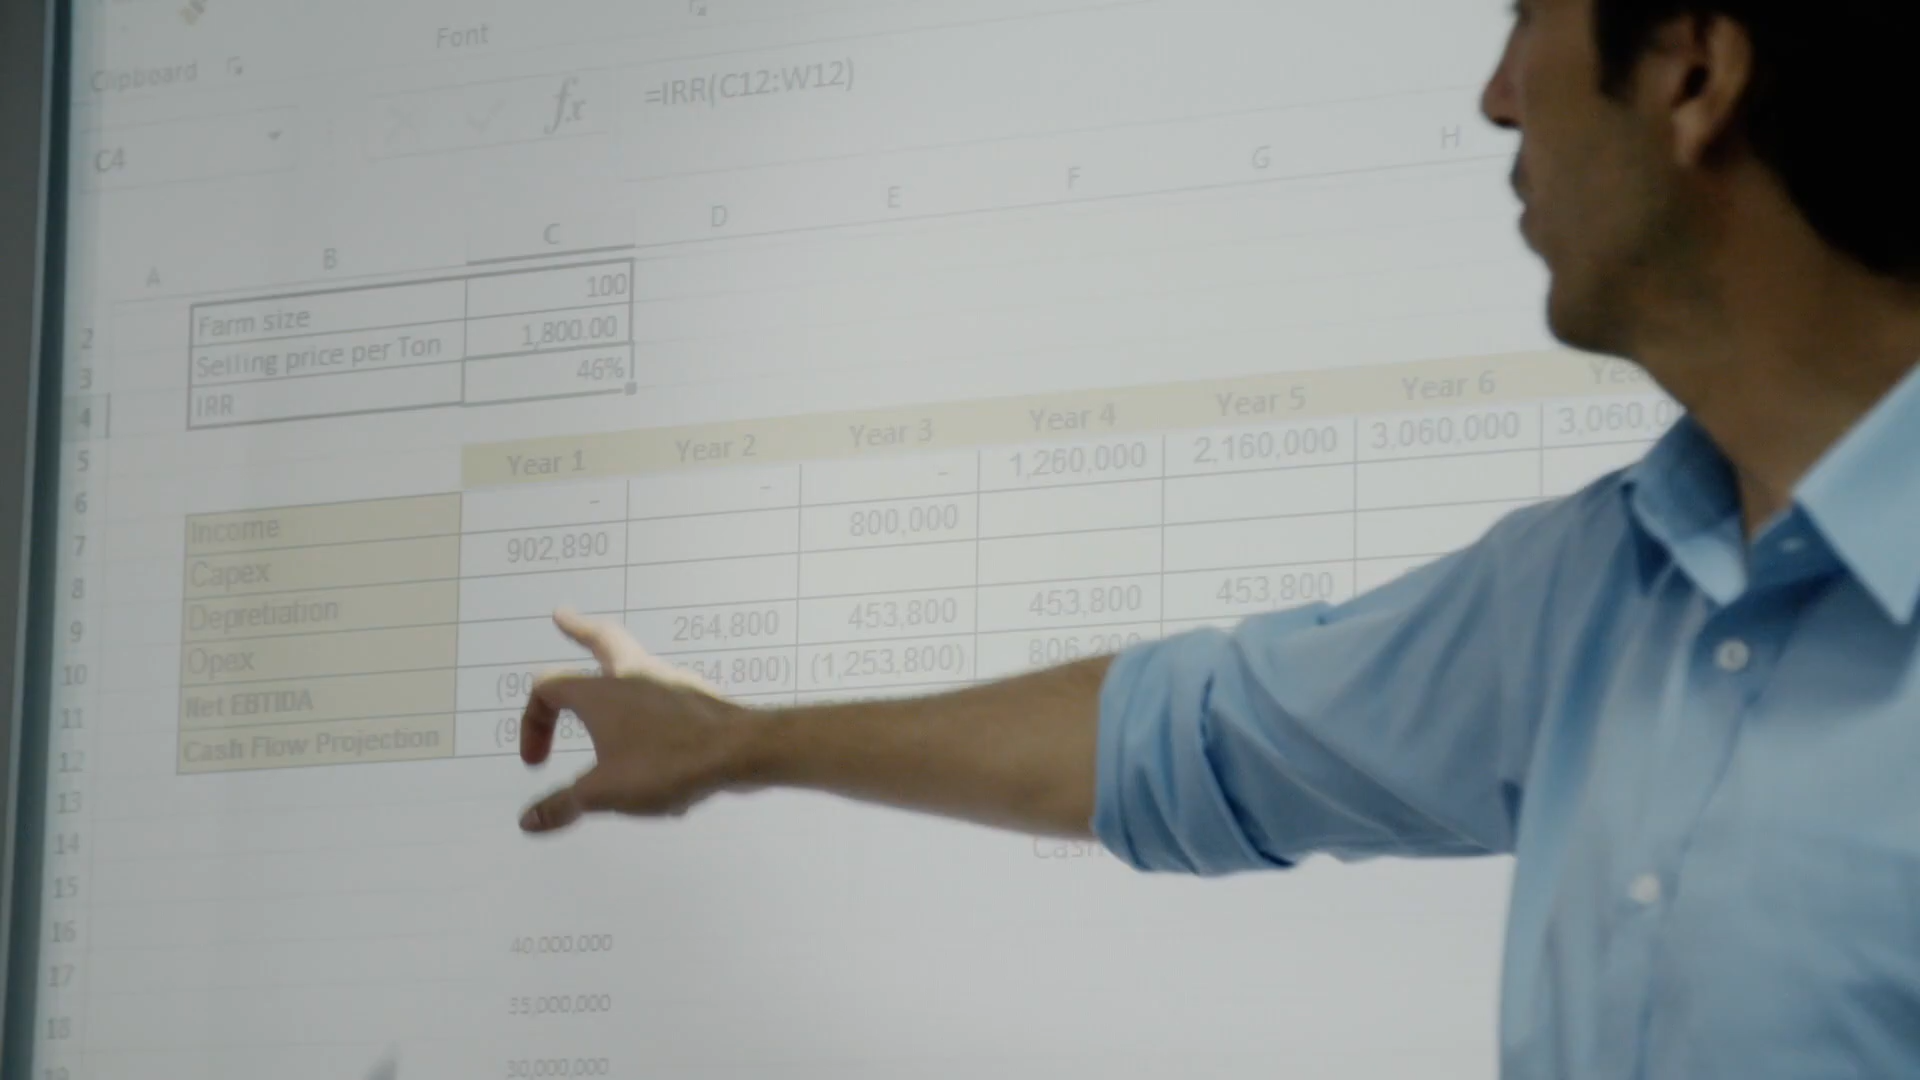 Font
Clipboard
C4 fx =IRR(C12:W12)
A B C D E F G H
2 Farm size 100
3 Selling price per Ton 1,800.00
4 IRR 46%
5 Year 1 Year 2 Year 3 Year 4 Year 5 Year 6
6 Income - - - 1,260,000 2,160,000 3,060,000
7 Capex 902,890 800,000
8 Depretiation
9 Opex 264,800 453,800 453,800 453,800
10 Net EBTIDA (1,253,800)
11 Cash Flow Projection
12
13
14
15
16
17
18
40,000,000
35,000,000
30,000,000